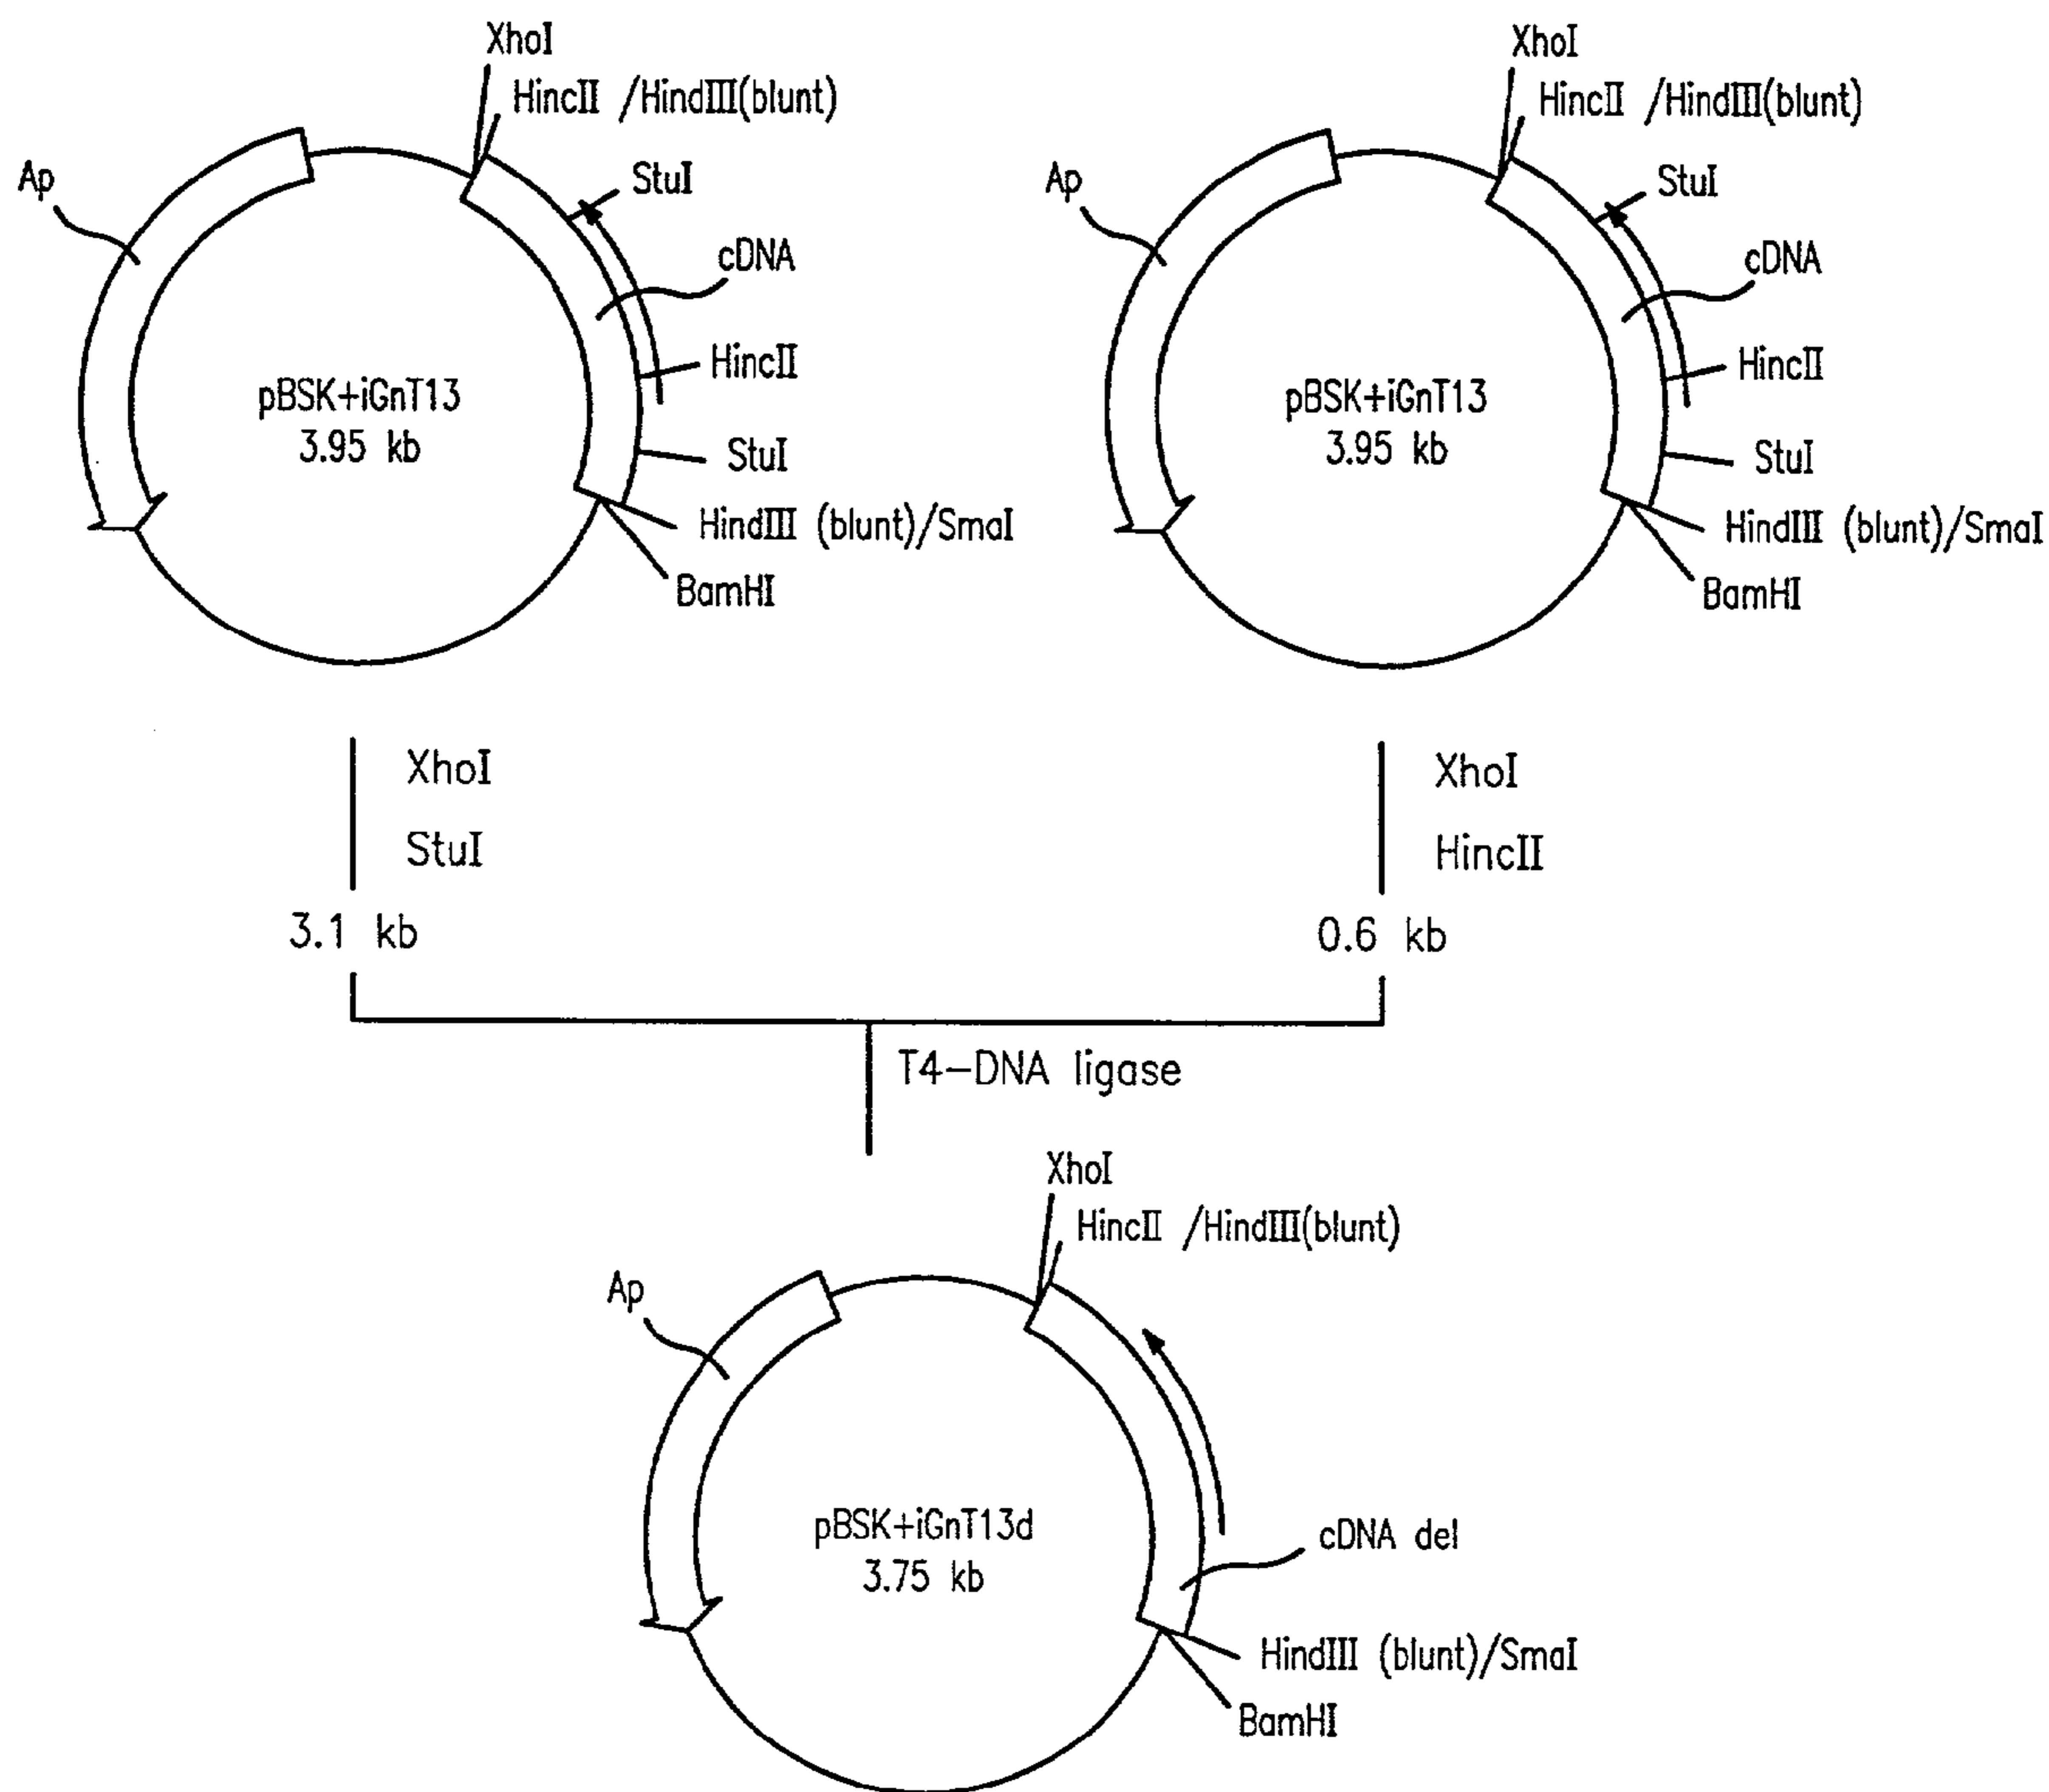 XhoI
HincII /HindIII(blunt)
Ap
StuI
cDNA
HincII
pBSK+iGnT13
3.95 kb
StuI
HindIII (blunt)/SmaI
BamHI
XhoI
HincII /HindIII(blunt)
Ap
StuI
cDNA
HincII
pBSK+iGnT13
3.95 kb
StuI
HindIII (blunt)/SmaI
BamHI
XhoI
StuI
3.1 kb
XhoI
HincII
0.6 kb
T4-DNA ligase
XhoI
HincII /HindIII(blunt)
Ap
pBSK+iGnT13d
3.75 kb
cDNA del
HindIII (blunt)/SmaI
BamHI